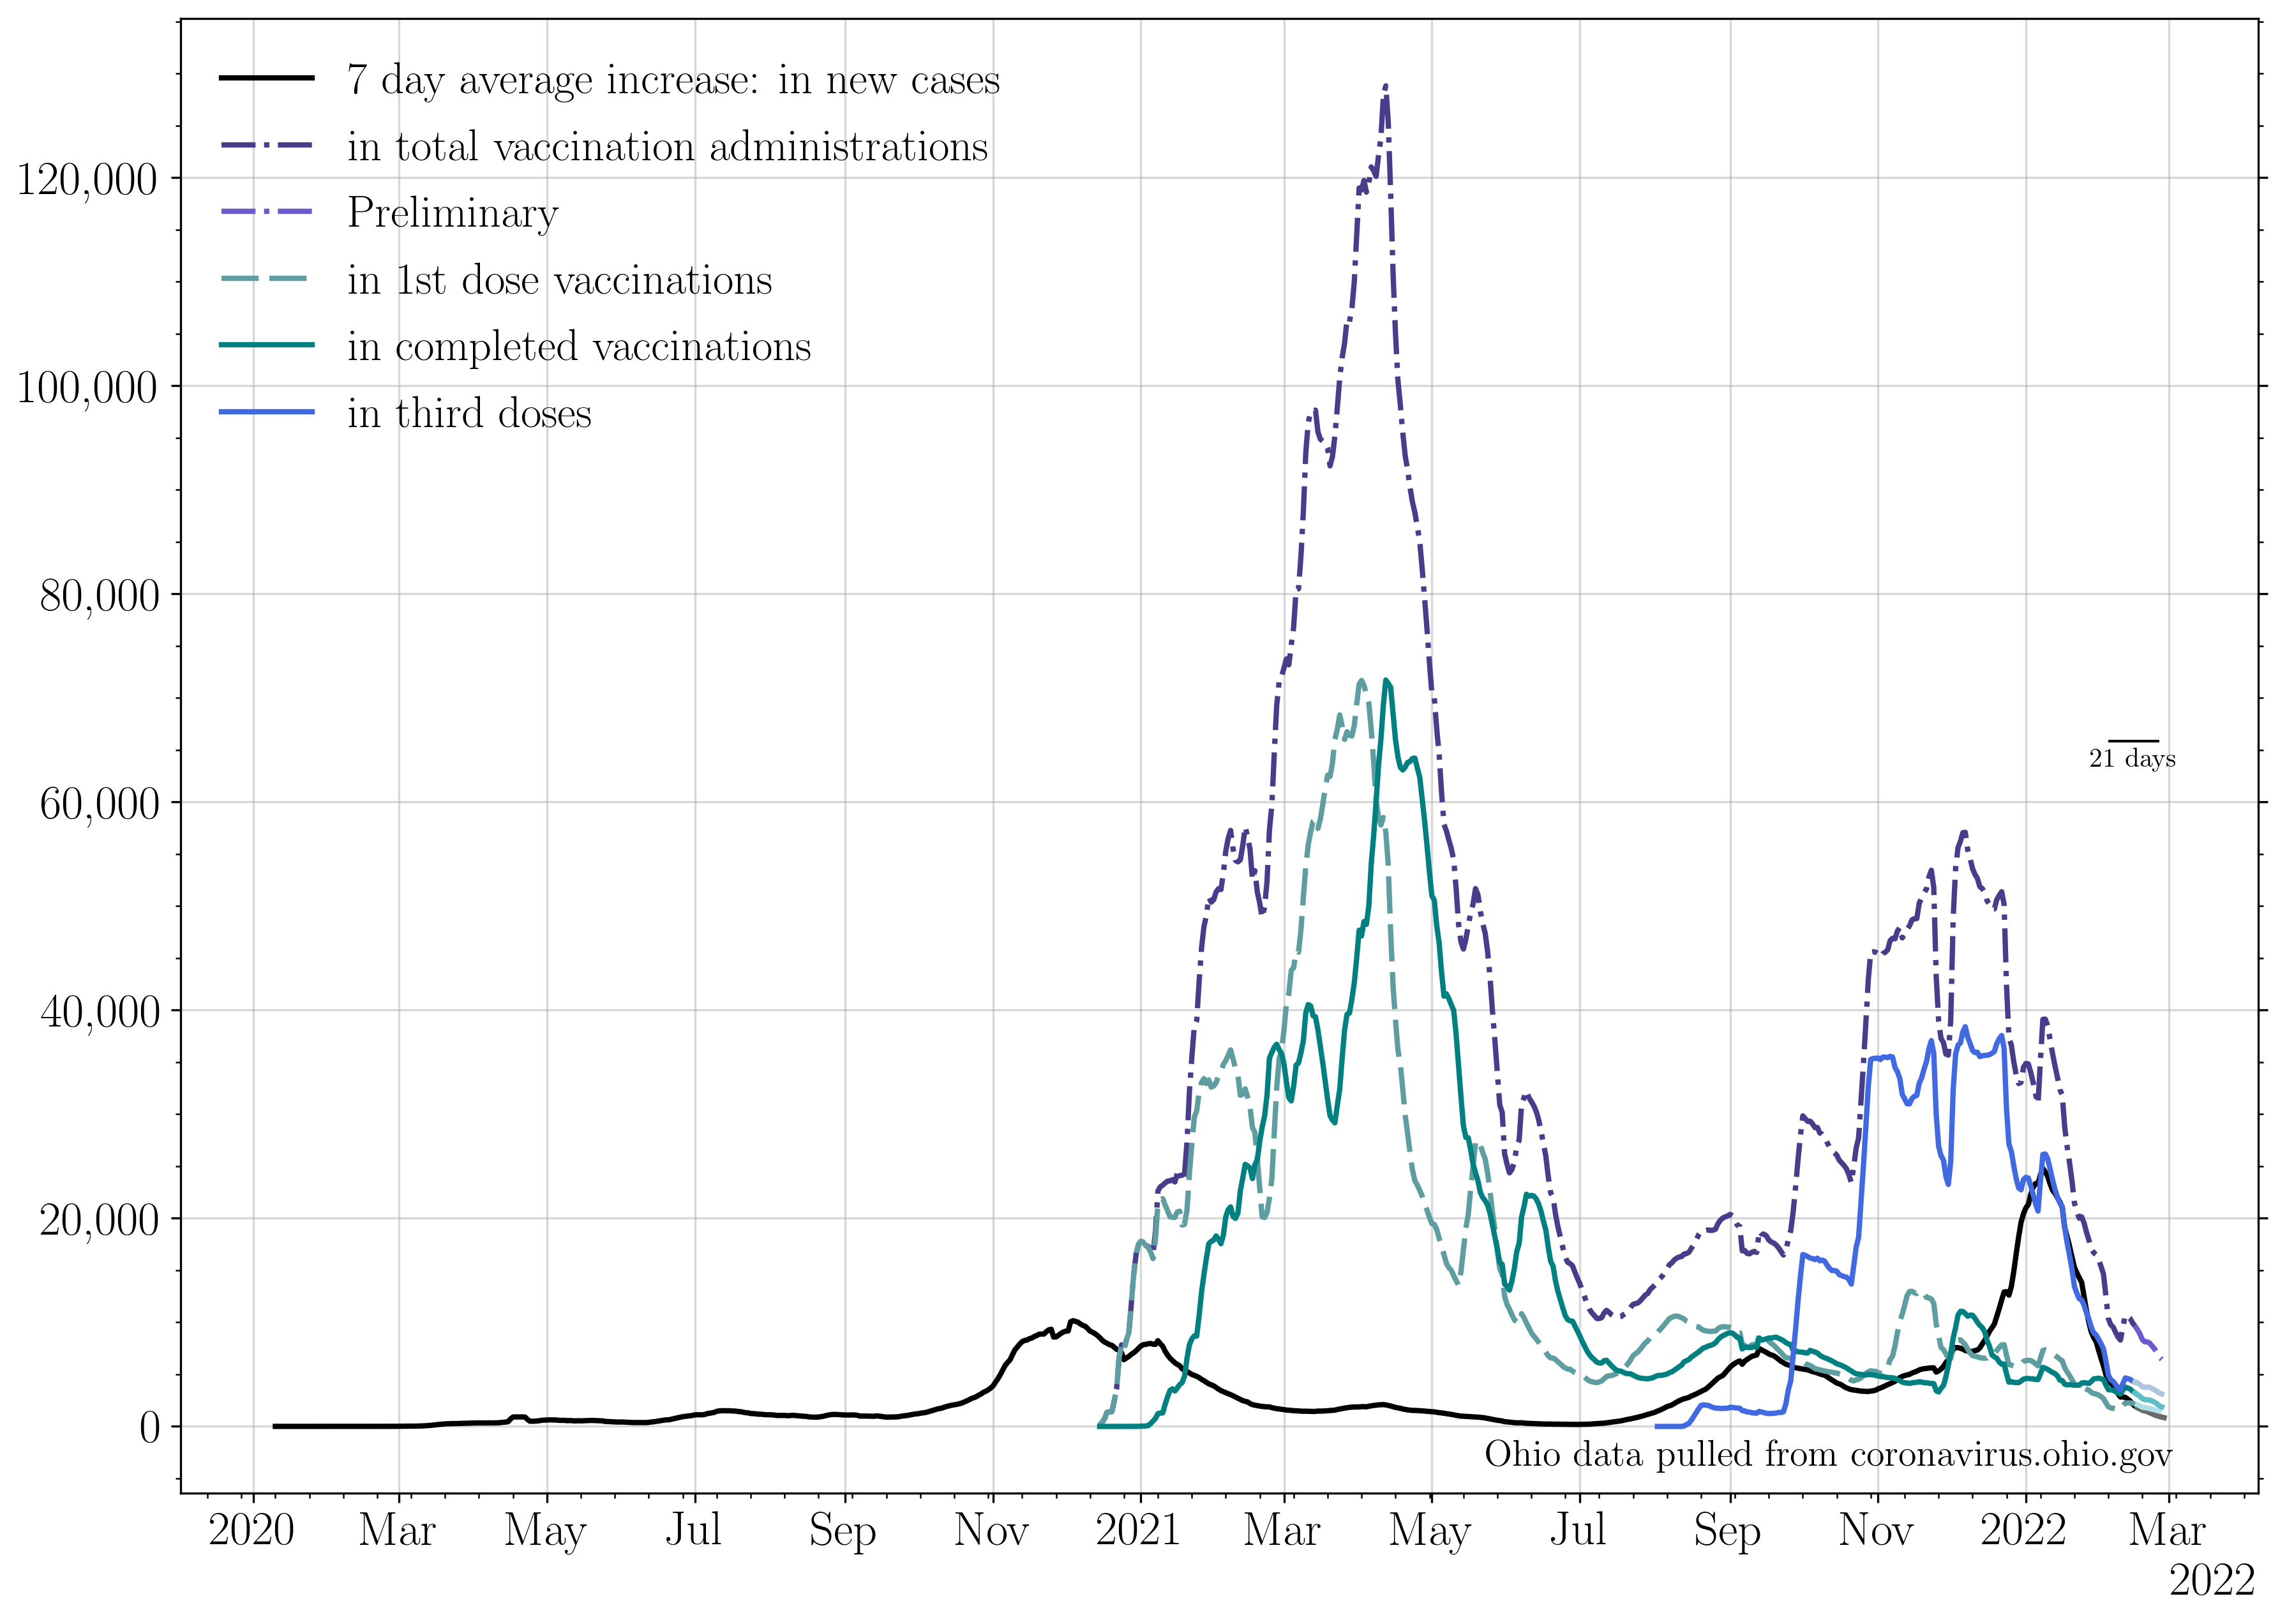 7 day average increase: in new cases
in total vaccination administrations
Preliminary
in 1st dose vaccinations
in completed vaccinations
in third doses
120,000
100,000
80,000
60,000
40,000
20,000
0
21 days
Ohio data pulled from coronavirus.ohio.gov
2020 Mar May Jul Sep Nov 2021 Mar May Jul Sep Nov 2022 Mar
2022